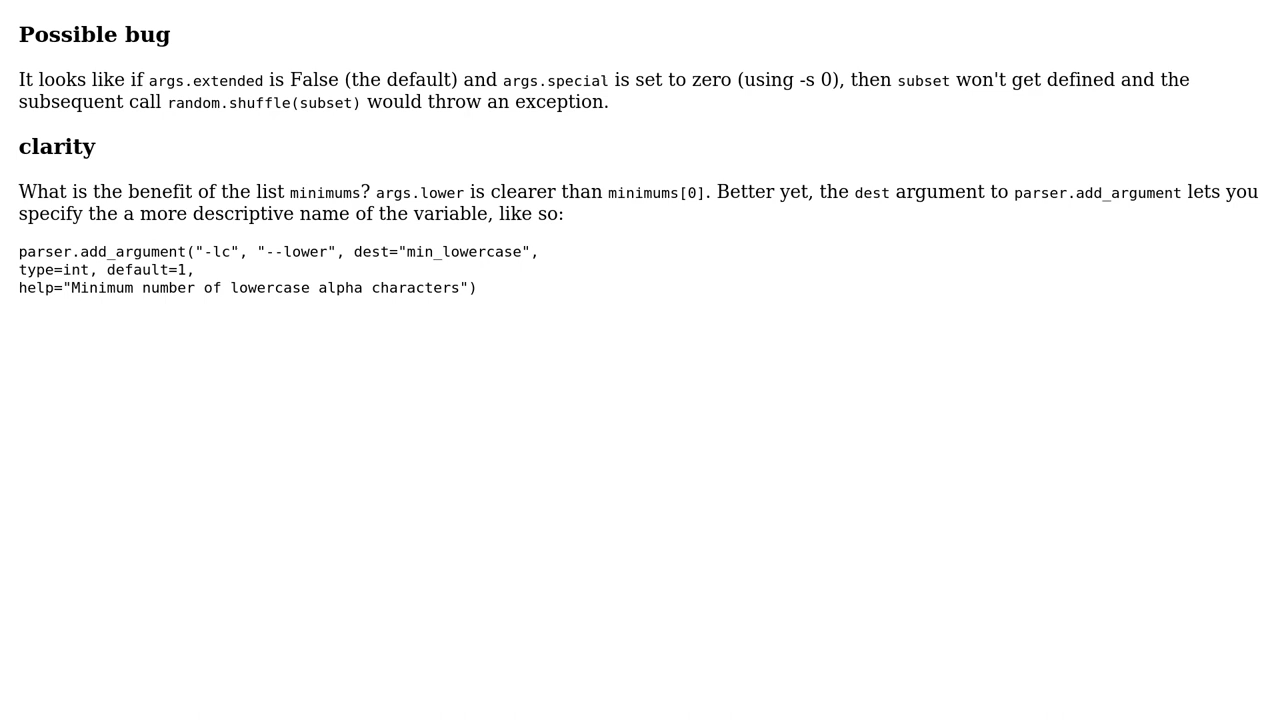 Possible bug
It looks like if args.extended is False (the default) and args.special is set to zero (using -s 0), then subset won't get defined and the
subsequent call random.shuffle(subset) would throw an exception.
clarity
What is the benefit of the list minimums? args.lower is clearer than minimums[0]. Better yet, the dest argument to parser.add_argument lets you
specify the a more descriptive name of the variable, like so:
parser.add_argument("-lc", "--lower", dest="min_lowercase",
type=int, default=1,
help="Minimum number of lowercase alpha characters")